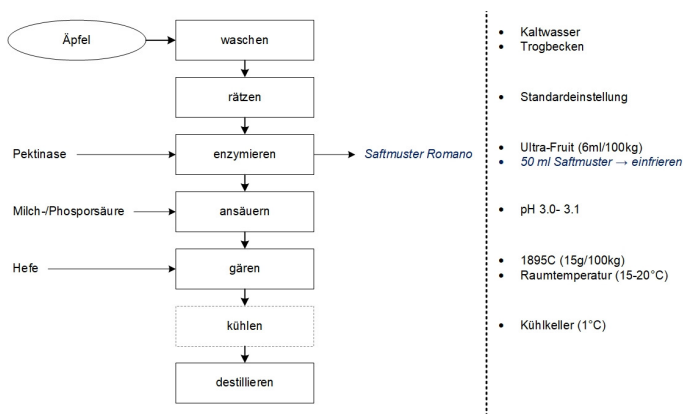 Äpfel
waschen
• Kaltwasser
• Trogbecken
rätzen
• Standardeinstellung
Pektinase
enzymieren
Saftmuster Romano
• Ultra-Fruit (6ml/100kg)
• 50 ml Saftmuster → einfrieren
Milch-/Phosporsäure
ansäuern
• pH 3.0- 3.1
Hefe
gären
• 1895C (15g/100kg)
• Raumtemperatur (15-20°C)
kühlen
• Kühlkeller (1°C)
destillieren